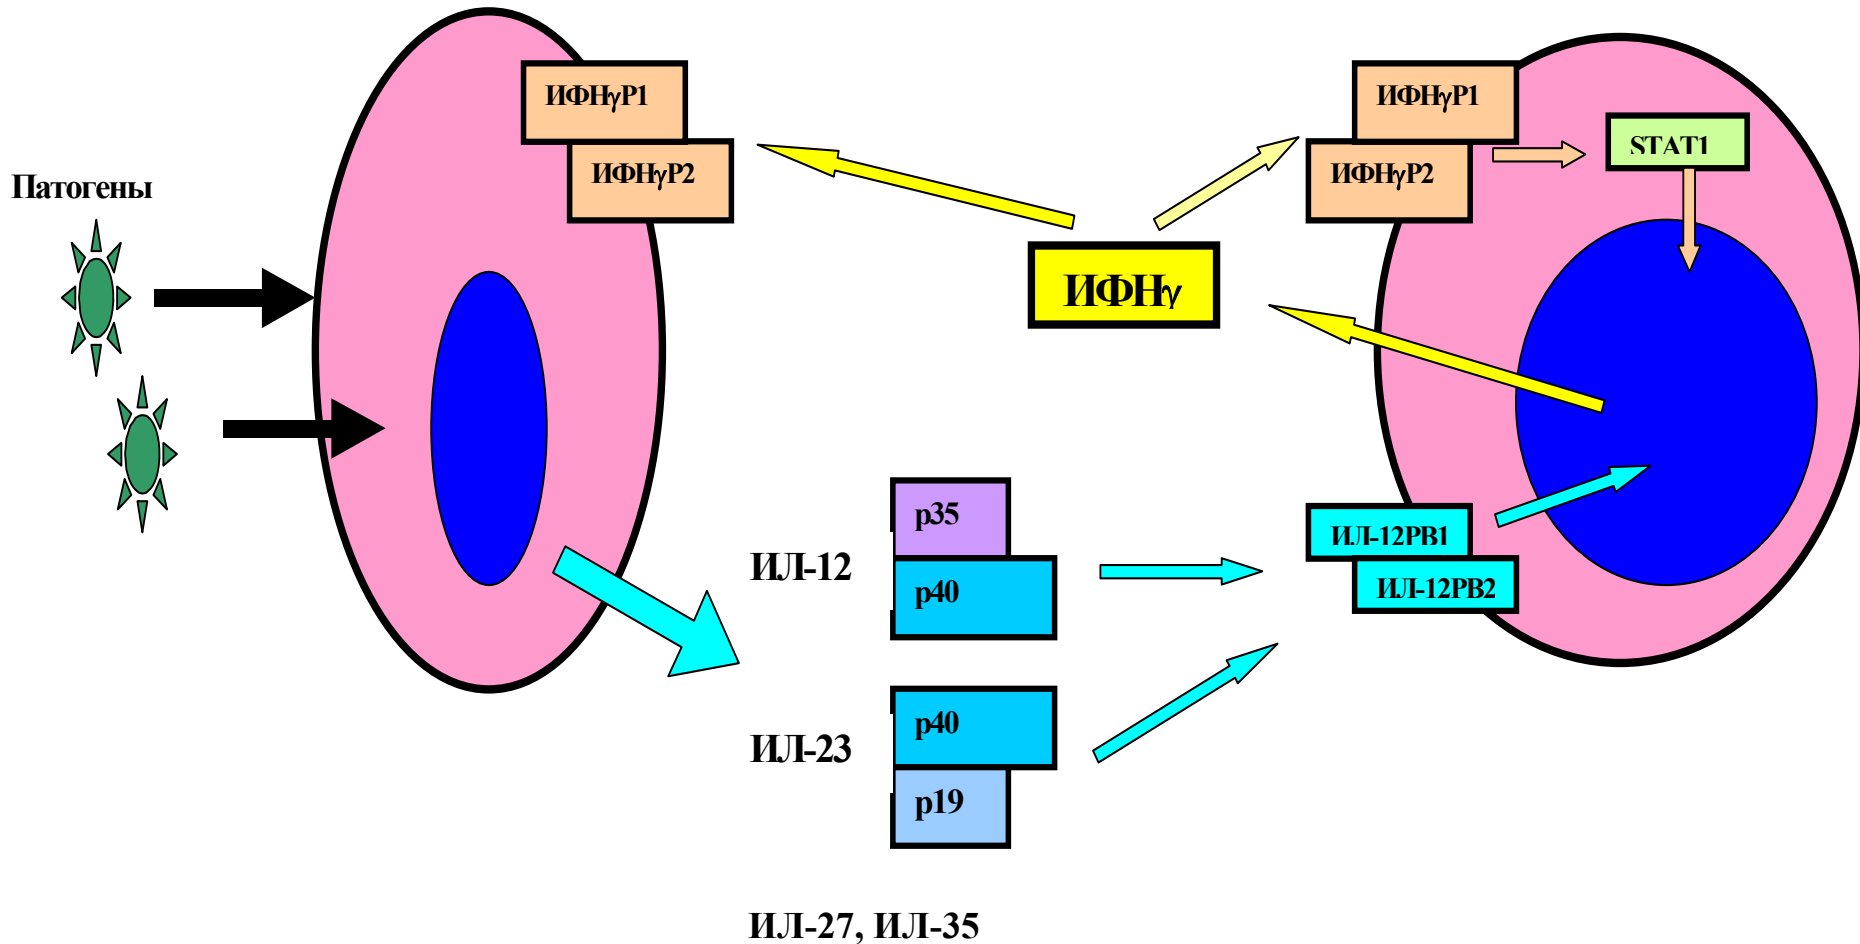 ИФНγР1
ИФНγР2
Патогены
ИФНγР1
ИФНγР2
STAT1
ИФНγ
ИЛ-12
р35
р40
ИЛ-12РВ1
ИЛ-12РВ2
ИЛ-23
р40
р19
ИЛ-27, ИЛ-35